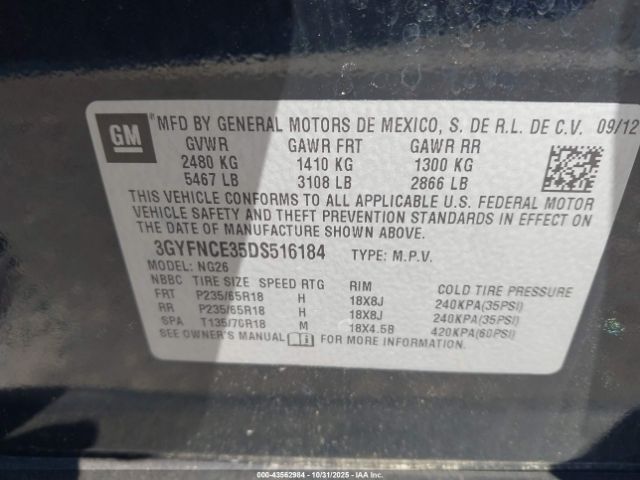 GM ®MFD BY GENERAL MOTORS DE MEXICO, S. DE R.L. DE C.V. 09/12
GVWR GAWR FRT GAWR RR
2480 KG 1410 KG 1300 KG
5467 LB 3108 LB 2866 LB
THIS VEHICLE CONFORMS TO ALL APPLICABLE U.S. FEDERAL MOTOR
VEHICLE SAFETY AND THEFT PREVENTION STANDARDS IN EFFECT ON
THE DATE OF MANUFACTURE SHOWN ABOVE.
3GYFNCE35DS516184 TYPE: M.P.V.
MODEL: NG26
NBBC TIRE SIZE SPEED RTG RIM COLD TIRE PRESSURE
FRT P235/65R18 H 18X8J 240KPA(35PSI)
RR P235/65R18 H 18X8J 240KPA(35PSI)
SPA T135/70R18 M 18X4.5B 420KPA(60PSI)
SEE OWNER'S MANUAL FOR MORE INFORMATION.
000-43562984 - 10/31/2025 - IAAI.COM